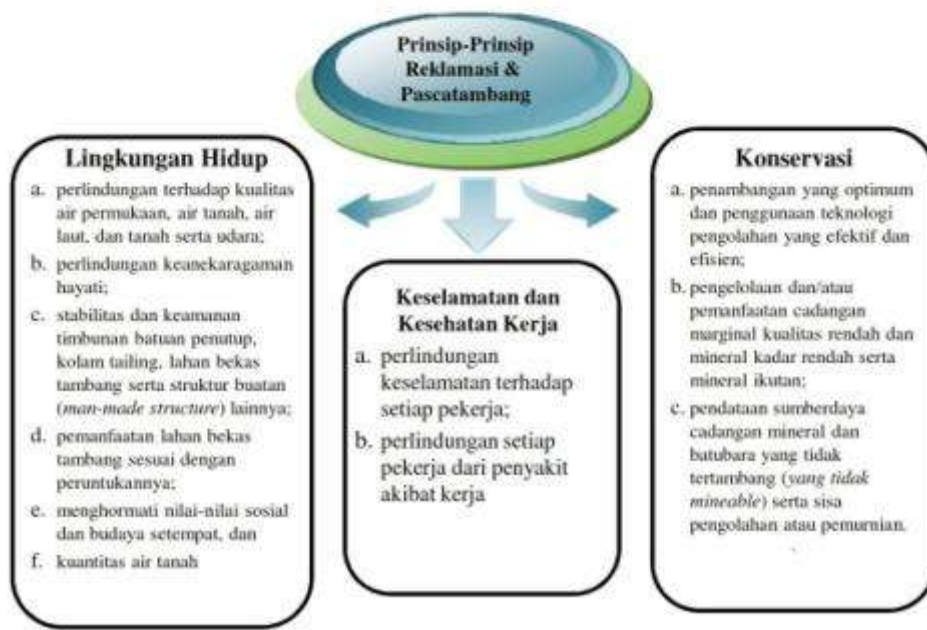 Prinsip-Prinsip
Reklamasi &
Pascatambang
Lingkungan Hidup
a. perlindungan terhadap kualitas
air permukaan, air tanah, air
laut, dan tanah serta udara;
b. perlindungan keanekaragaman
hayati;
c. stabilitas dan keamanan
timbunan batuan penutup,
kolam tailing, lahan bekas
tambang serta struktur buatan
(man-made structure) lainnya;
d. pemanfaatan lahan bekas
tambang sesuai dengan
peruntukannya;
e. menghormati nilai-nilai sosial
dan budaya setempat, dan
f. kuantitas air tanah
Keselamatan dan
Kesehatan Kerja
a. perlindungan
keselamatan terhadap
setiap pekerja;
b. perlindungan setiap
pekerja dari penyakit
akibat kerja
Konservasi
a. penambangan yang optimum
dan penggunaan teknologi
pengolahan yang efektif dan
efisien;
b. pengelolaan dan/atau
pemanfaatan cadangan
marginal kualitas rendah dan
mineral kadar rendah serta
mineral ikutan;
c. pendataan sumberdaya
cadangan mineral dan
batubara yang tidak
tertambang (yang tidak
mineable) serta sisa
pengolahan atau pemurnian.